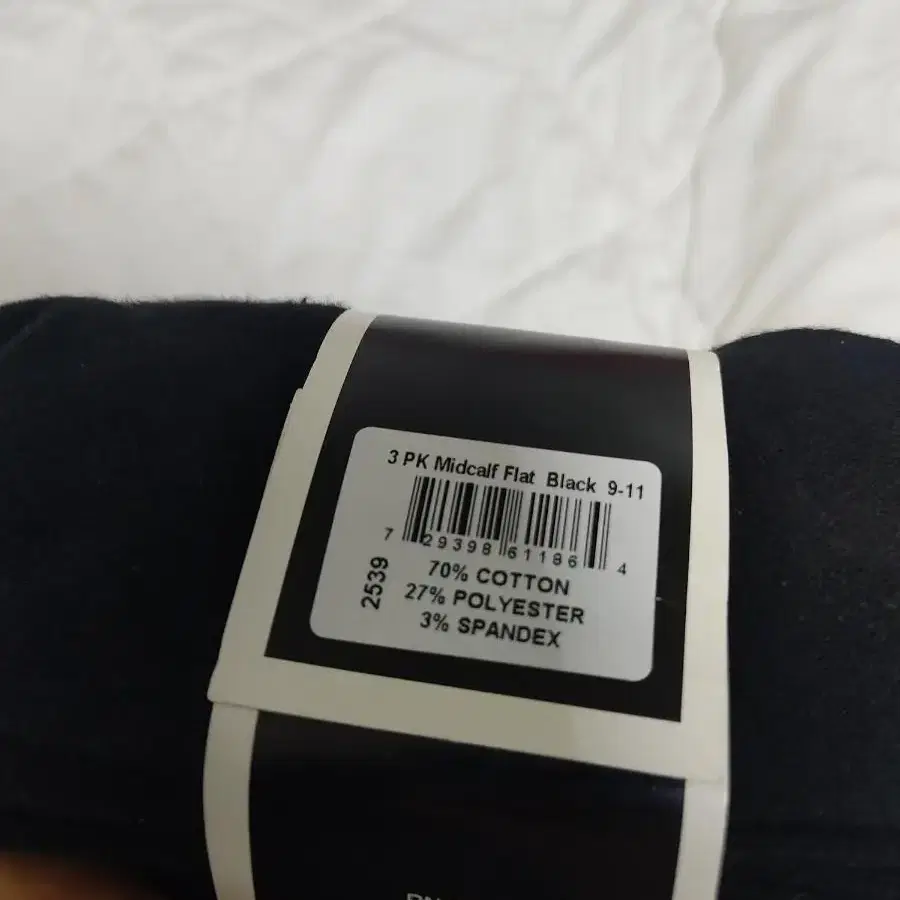 3 PK Midcalf Flat Black 9-11
7 29398 61186 4
2539
70% COTTON
27% POLYESTER
3% SPANDEX